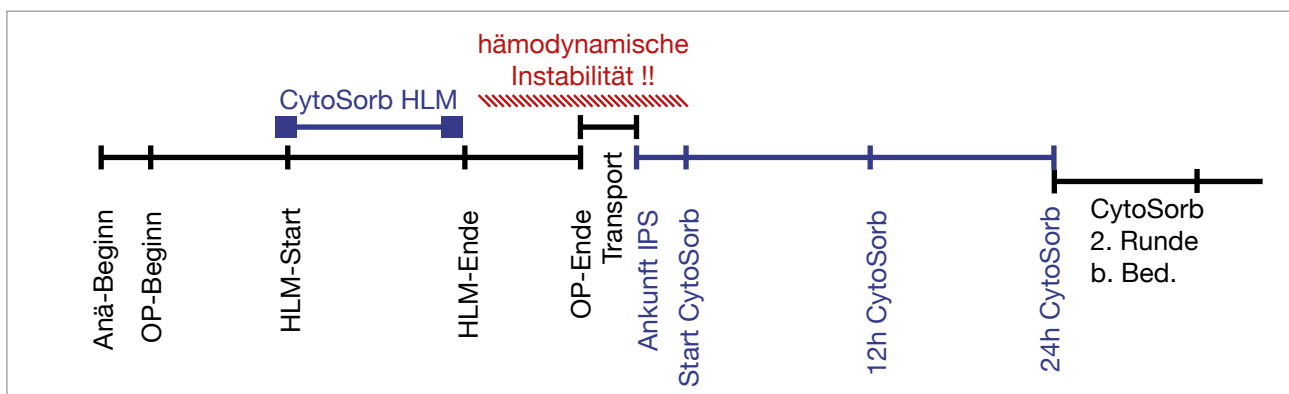 hämodynamische
Instabilität !!
CytoSorb HLM
Anä-Beginn
OP-Beginn
HLM-Start
HLM-Ende
OP-Ende
Transport
Ankunft IPS
Start CytoSorb
12h CytoSorb
24h CytoSorb
CytoSorb
2. Runde
b. Bed.